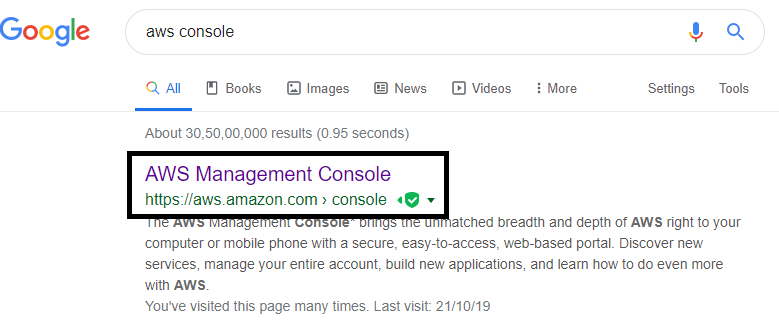 Google
aws console
All Books Images News Videos More Settings Tools
About 30,50,00,000 results (0.95 seconds)
AWS Management Console
https://aws.amazon.com › console
The AWS Management Console* brings the unmatched breadth and depth of AWS right to your
computer or mobile phone with a secure, easy-to-access, web-based portal. Discover new
services, manage your entire account, build new applications, and learn how to do even more
with AWS.
You've visited this page many times. Last visit: 21/10/19